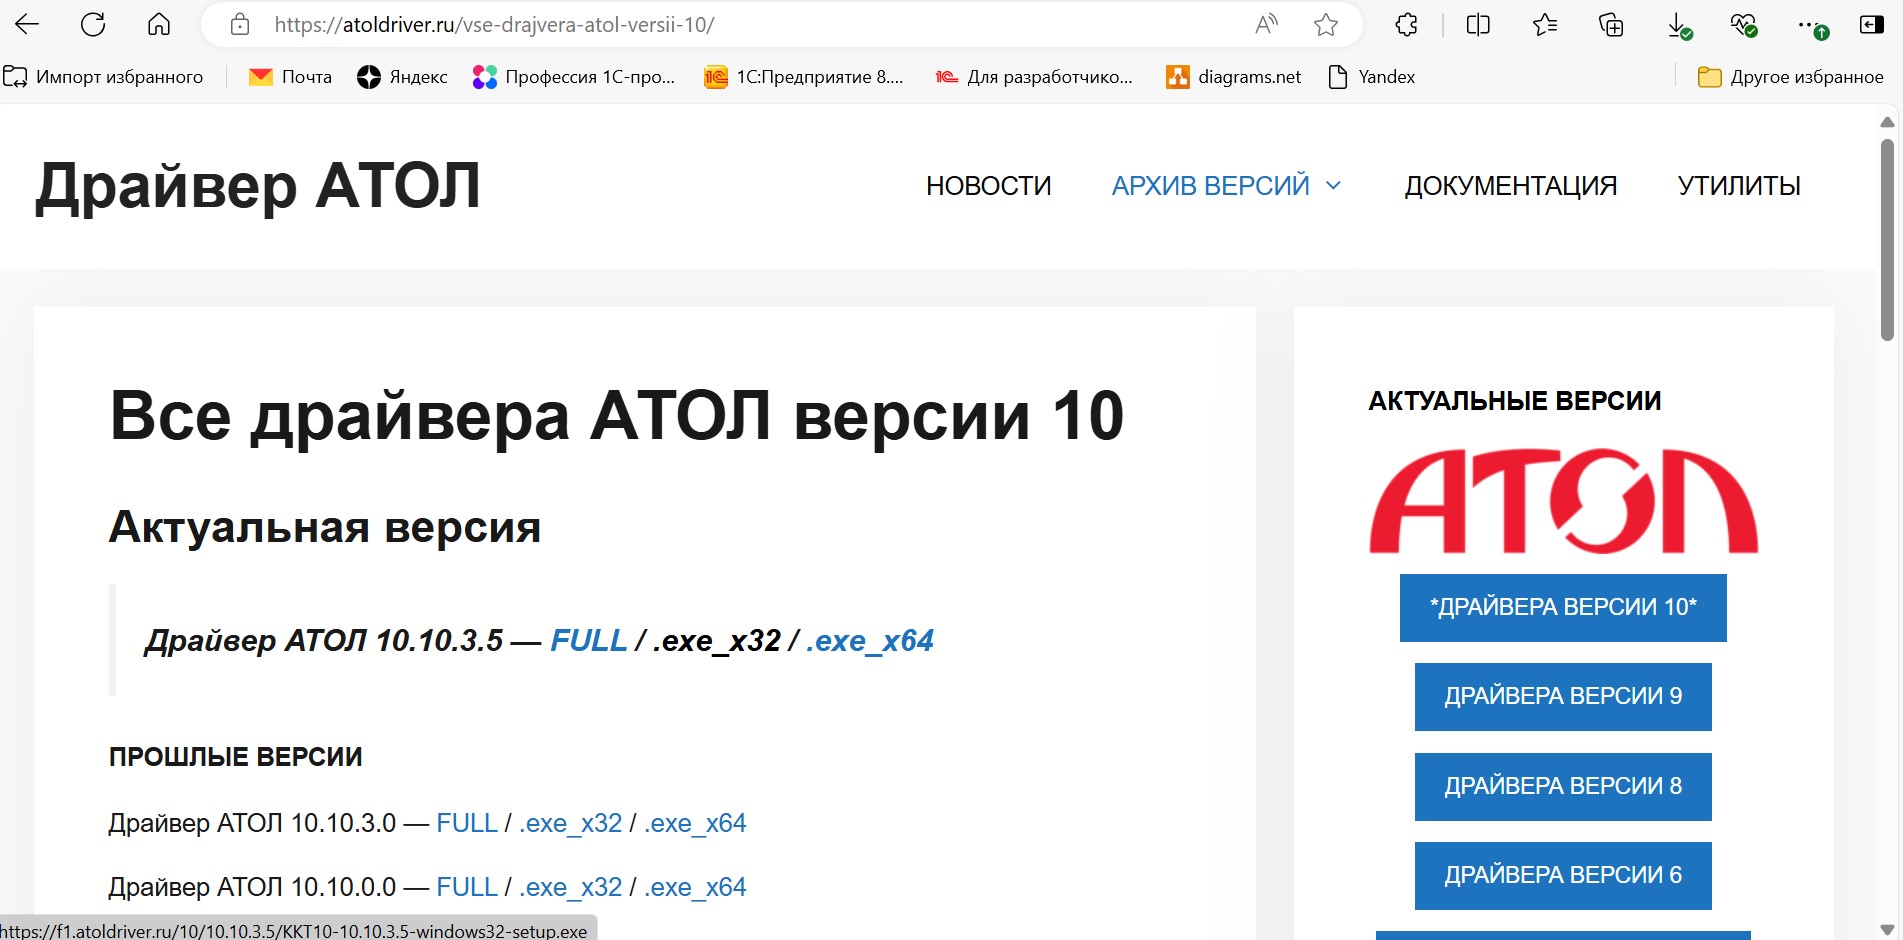 https://atoldriver.ru/vse-drajvera-atol-versii-10/
Импорт избранного
Почта
Яндекс
Профессия 1С-про...
1С:Предприятие 8....
Для разработчико...
diagrams.net
Yandex
Другое избранное
Драйвер АТОЛ
НОВОСТИ
АРХИВ ВЕРСИЙ
ДОКУМЕНТАЦИЯ
УТИЛИТЫ
Все драйвера АТОЛ версии 10
Актуальная версия
Драйвер АТОЛ 10.10.3.5 — FULL / .exe_x32 / .exe_x64
ПРОШЛЫЕ ВЕРСИИ
Драйвер АТОЛ 10.10.3.0 — FULL / .exe_x32 / .exe_x64
Драйвер АТОЛ 10.10.0.0 — FULL / .exe_x32 / .exe_x64
АКТУАЛЬНЫЕ ВЕРСИИ
АТОЛ
*ДРАЙВЕРА ВЕРСИИ 10*
ДРАЙВЕРА ВЕРСИИ 9
ДРАЙВЕРА ВЕРСИИ 8
ДРАЙВЕРА ВЕРСИИ 6
https://f1.atoldriver.ru/10/10.10.3.5/KKT10-10.10.3.5-windows32-setup.exe